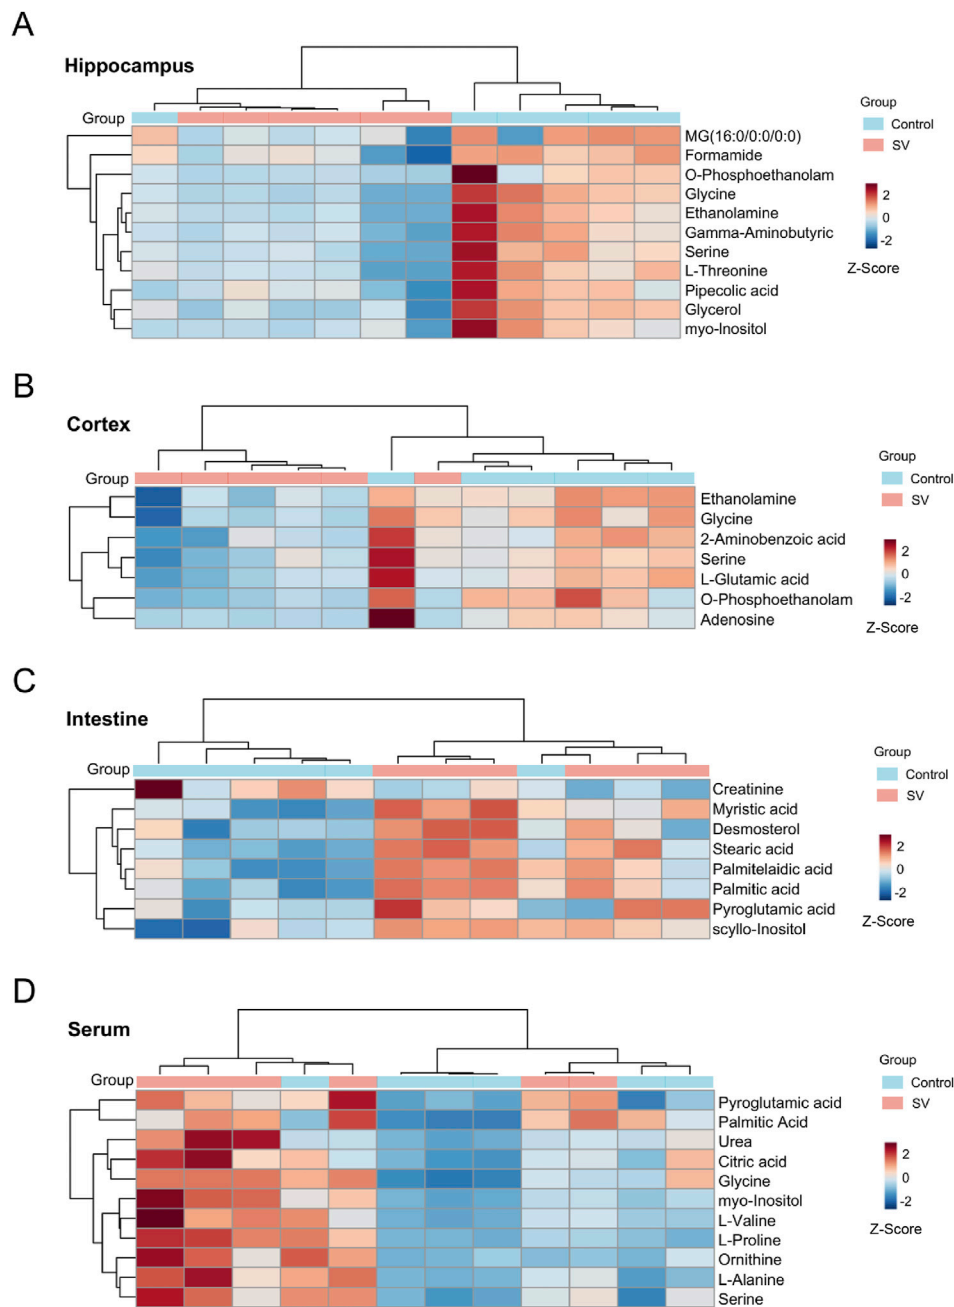 A
Hippocampus
Group
MG(16:0/0:0/0:0)
Formamide
O-Phosphoethanolam
Glycine
Ethanolamine
Gamma-Aminobutyric
Serine
L-Threonine
Pipecolic acid
Glycerol
myo-Inositol
Group
Control
SV
2
0
-2
Z-Score
B
Cortex
Group
Ethanolamine
Glycine
2-Aminobenzoic acid
Serine
L-Glutamic acid
O-Phosphoethanolam
Adenosine
Group
Control
SV
2
0
-2
Z-Score
C
Intestine
Group
Creatinine
Myristic acid
Desmosterol
Stearic acid
Palmitelaidic acid
Palmitic acid
Pyroglutamic acid
scyllo-Inositol
Group
Control
SV
2
0
-2
Z-Score
D
Serum
Group
Pyroglutamic acid
Palmitic Acid
Urea
Citric acid
Glycine
myo-Inositol
L-Valine
L-Proline
Ornithine
L-Alanine
Serine
Group
Control
SV
2
0
-2
Z-Score